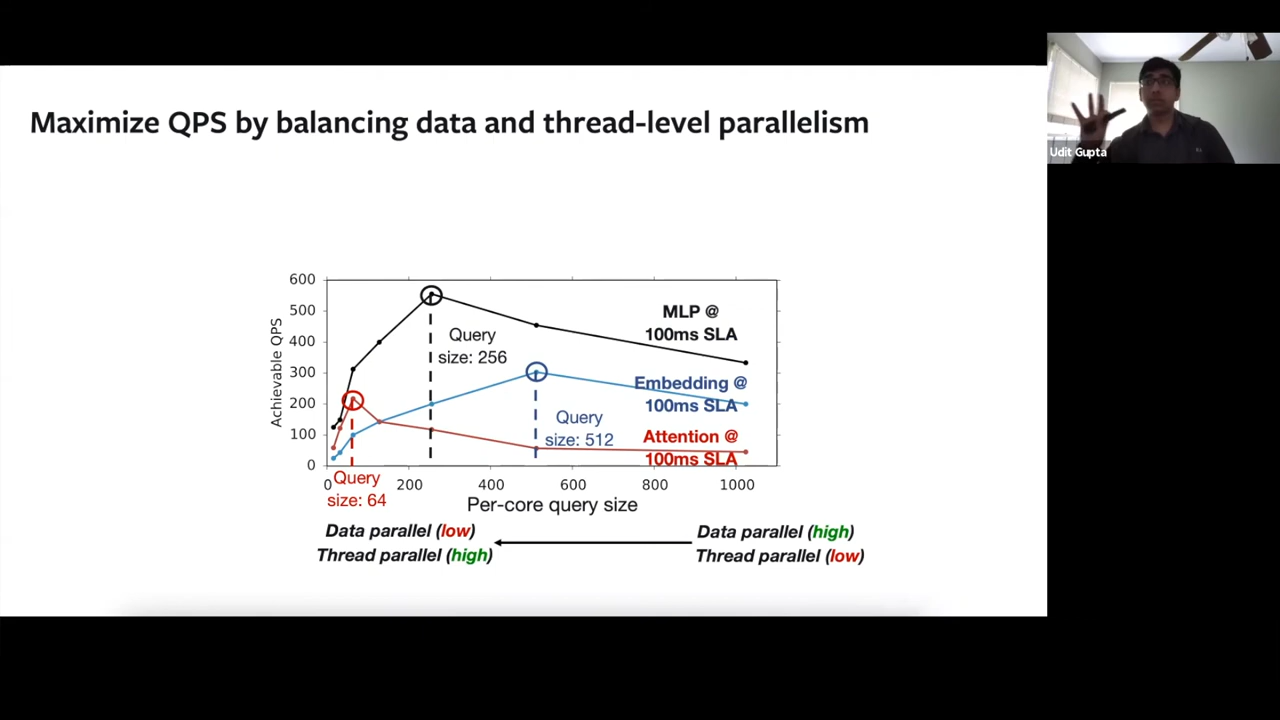 Maximize QPS by balancing data and thread-level parallelism
Udit Gupta
600
500
400
300
200
100
0
Achievable QPS
MLP @
100ms SLA
Query
size: 256
Embedding @
100ms SLA
Query
size: 512
Attention @
100ms SLA
Query
size: 64
0 200 400 600 800 1000
Per-core query size
Data parallel (low)
Thread parallel (high)
Data parallel (high)
Thread parallel (low)